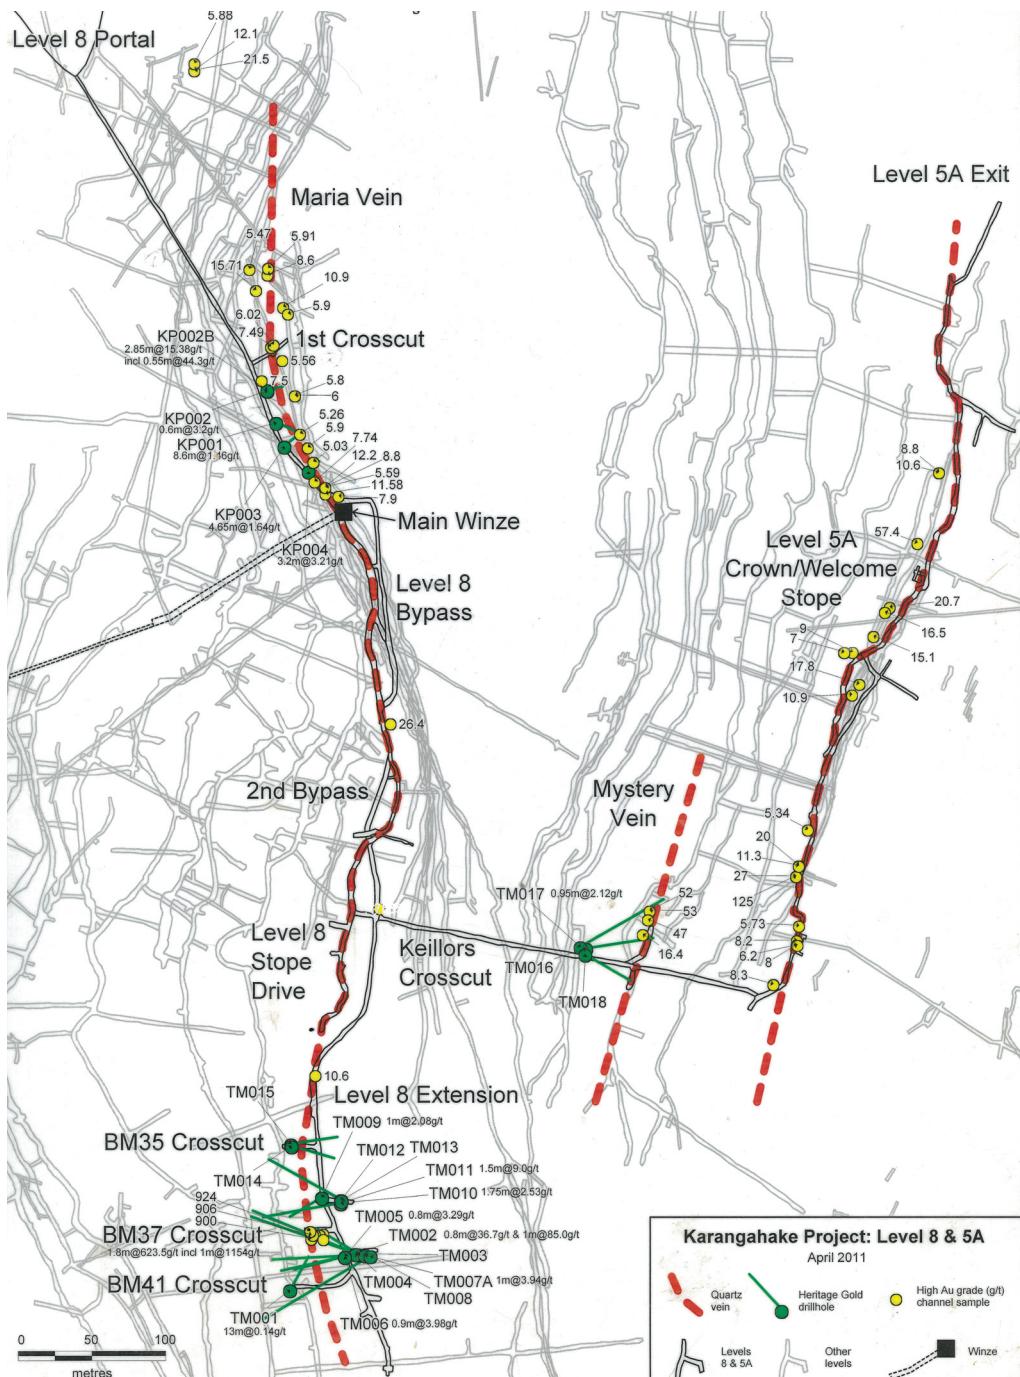 5.88
Level 8 Portal
12.1
21.5
Level 5A Exit
Maria Vein
5.47
5.91
15.71
8.6
10.9
5.9
6.02
7.49
KP002B
2.85m@15.38g/t
incl 0.55m@44.3g/t
1st Crosscut
5.56
7.5
5.8
6
KP002
0.6m@3.2g/t
KP001
8.6m@1.16g/t
5.26
5.9
5.03
7.74
12.2
8.8
5.59
11.58
7.9
8.8
10.6
KP003
4.65m@1.64g/t
Main Winze
KP004
3.2m@3.21g/t
57.4
Level 5A
Crown/Welcome
Stope
Level 8
Bypass
20.7
16.5
9
7
15.1
17.8
10.9
26.4
2nd Bypass
Mystery
Vein
5.34
20
11.3
27
TM017 0.95m@2.12g/t
52
53
125
5.73
Level 8
Stope
Drive
Keillors
Crosscut
47
16.4
8.2
6.2
8
TM016
8.3
TM018
10.6
TM015
Level 8 Extension
TM009 1m@2.08g/t
BM35 Crosscut
TM012
TM013
TM011 1.5m@9.0g/t
TM014
TM010 1.75m@2.53g/t
924
906
900
TM005 0.8m@3.29g/t
BM37 Crosscut
1.8m@623.5g/t incl 1m@1154g/t
TM002 0.8m@36.7g/t & 1m@85.0g/t
TM003
BM41 Crosscut
TM004
TM007A 1m@3.94g/t
TM008
TM001
13m@0.14g/t
TM006 0.9m@3.98g/t
0 50 100
metres
Karangahake Project: Level 8 & 5A
April 2011
Quartz
vein
Heritage Gold
drillhole
High Au grade (g/t)
channel sample
Levels
8 & 5A
Other
levels
Winze